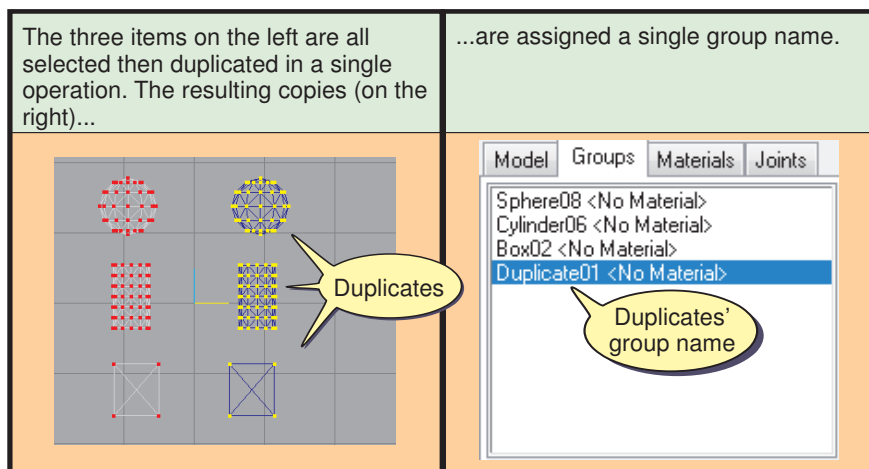 The three items on the left are all
selected then duplicated in a single
operation. The resulting copies (on the
right)...
...are assigned a single group name.
Duplicates
Model Groups Materials Joints
Sphere08 <No Material>
Cylinder06 <No Material>
Box02 <No Material>
Duplicate01 <No Material>
Duplicates’
group name